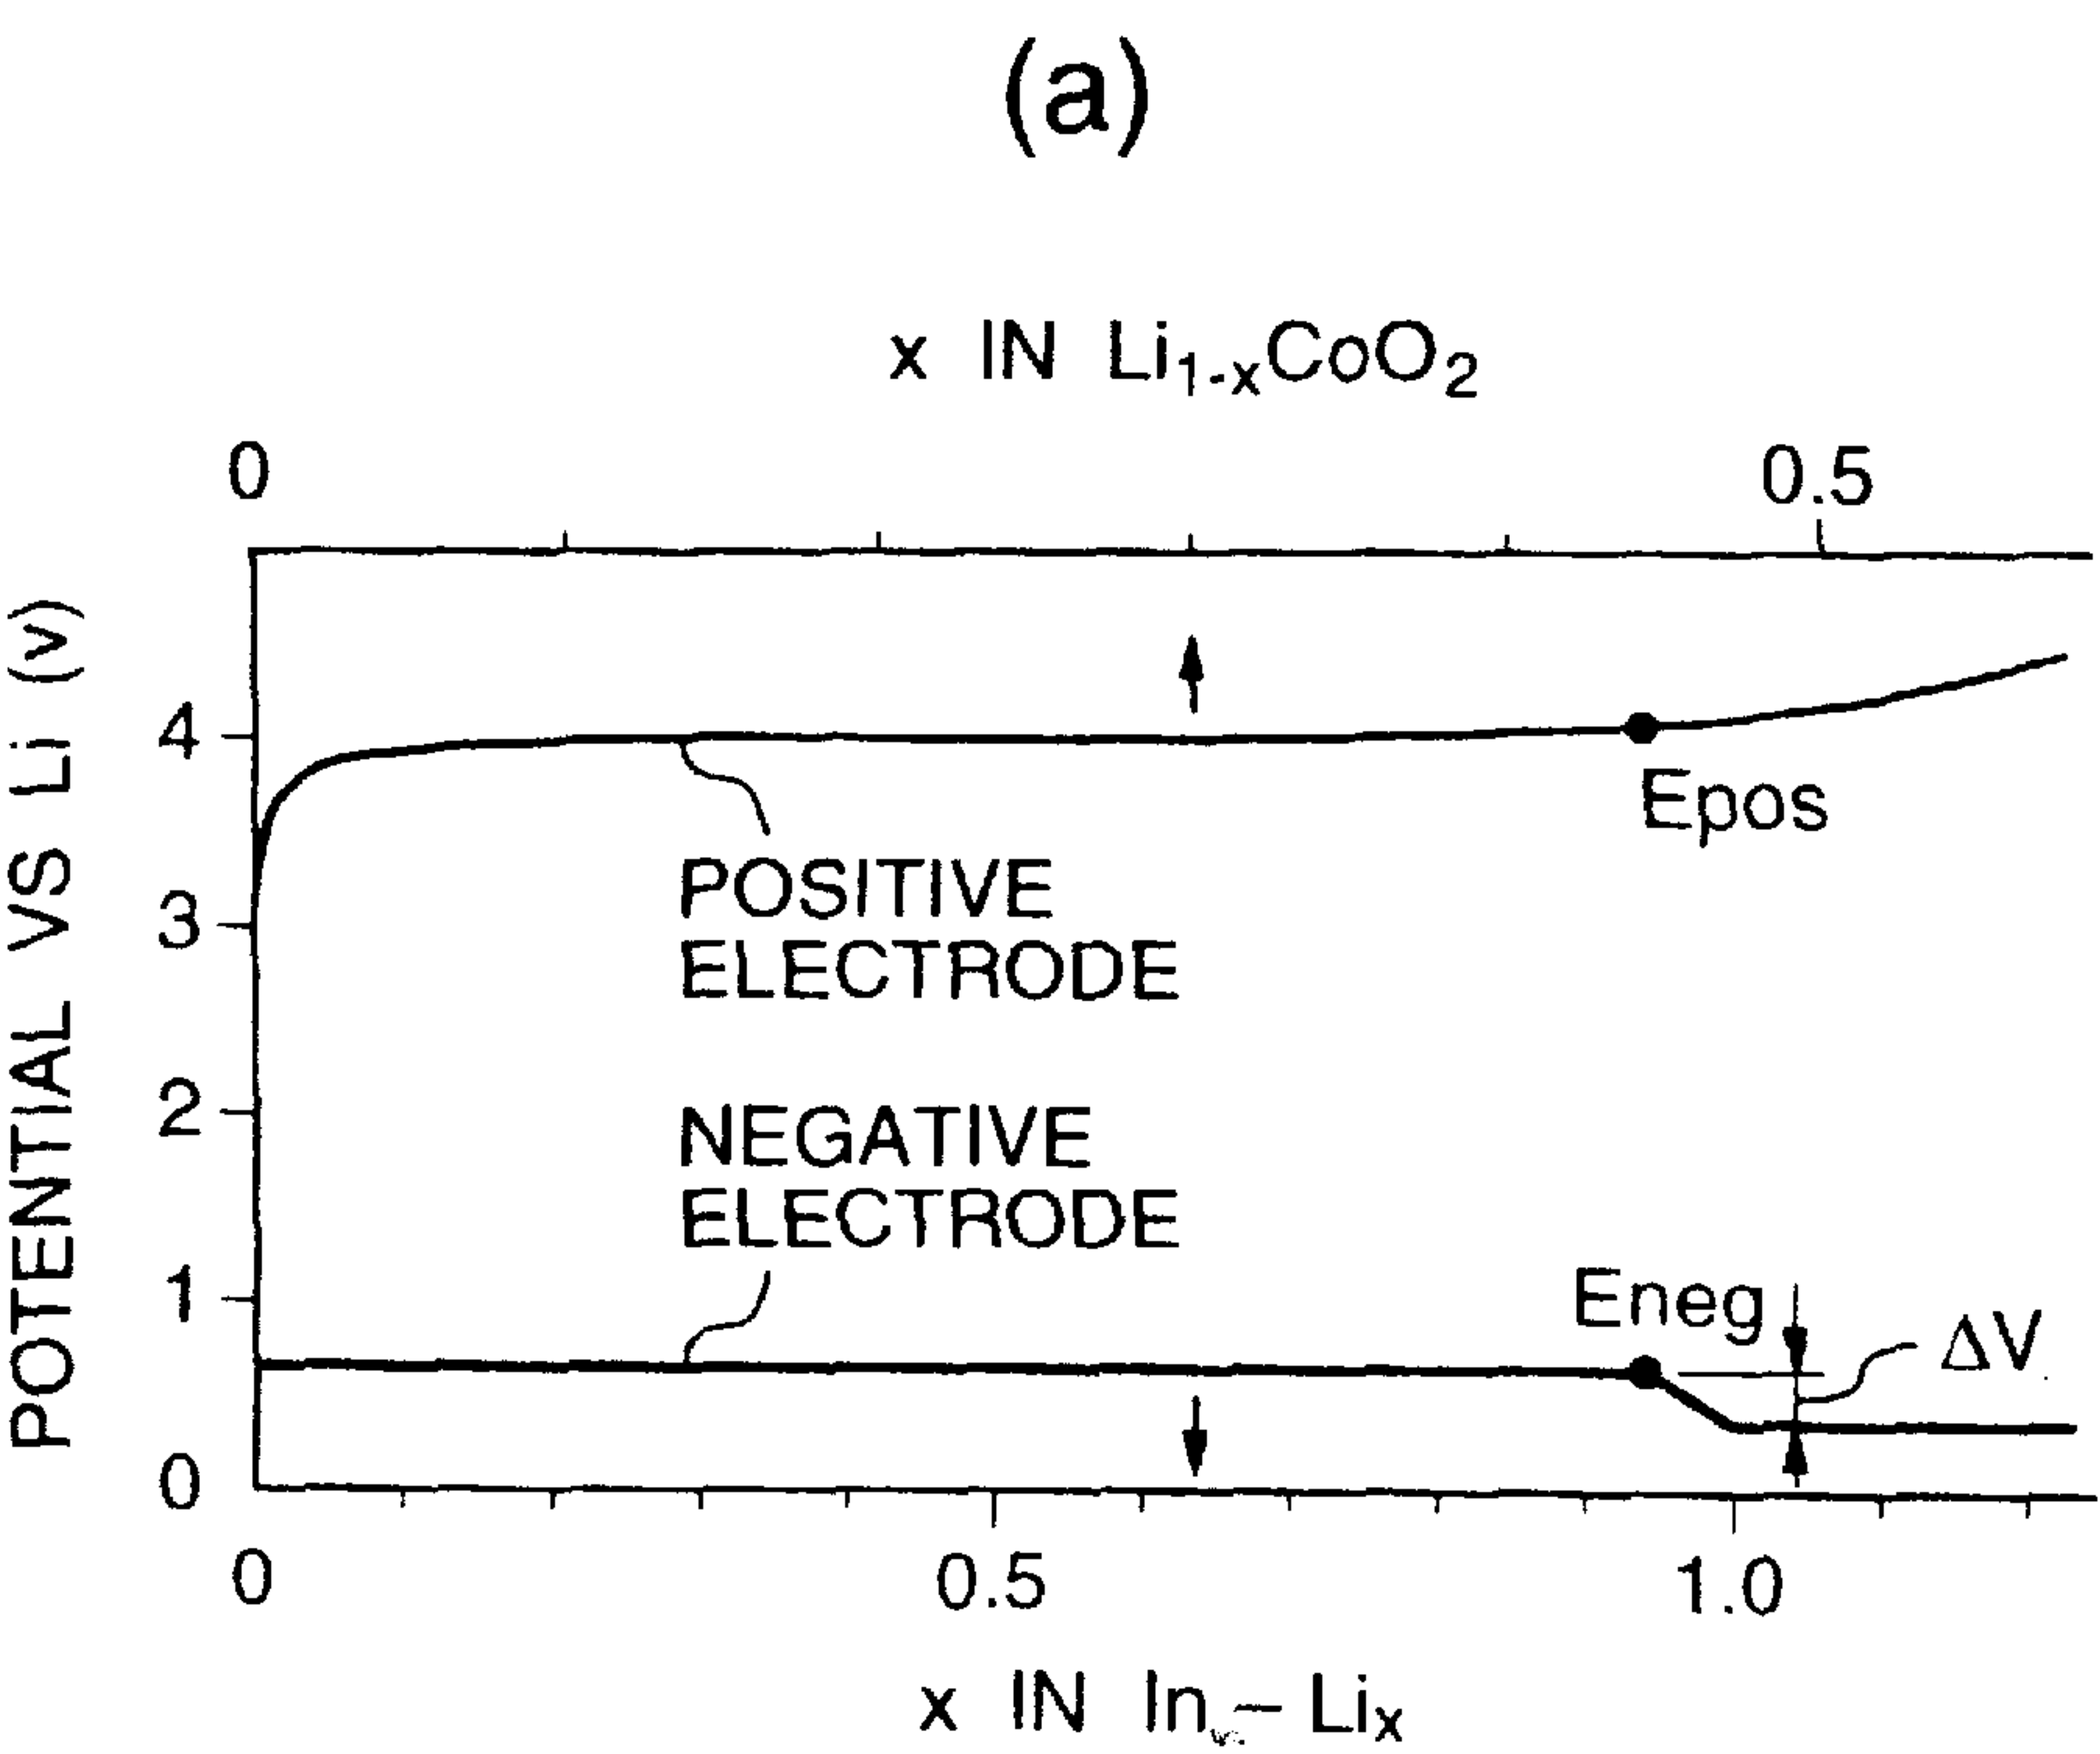 (a)
x IN Li1-xCoO2
0 0.5
POTENTIAL VS Li (v)
4
3
2
1
0
Epos
POSITIVE
ELECTRODE
NEGATIVE
ELECTRODE
Eneg
ΔV
0 0.5 1.0
x IN In – Lix